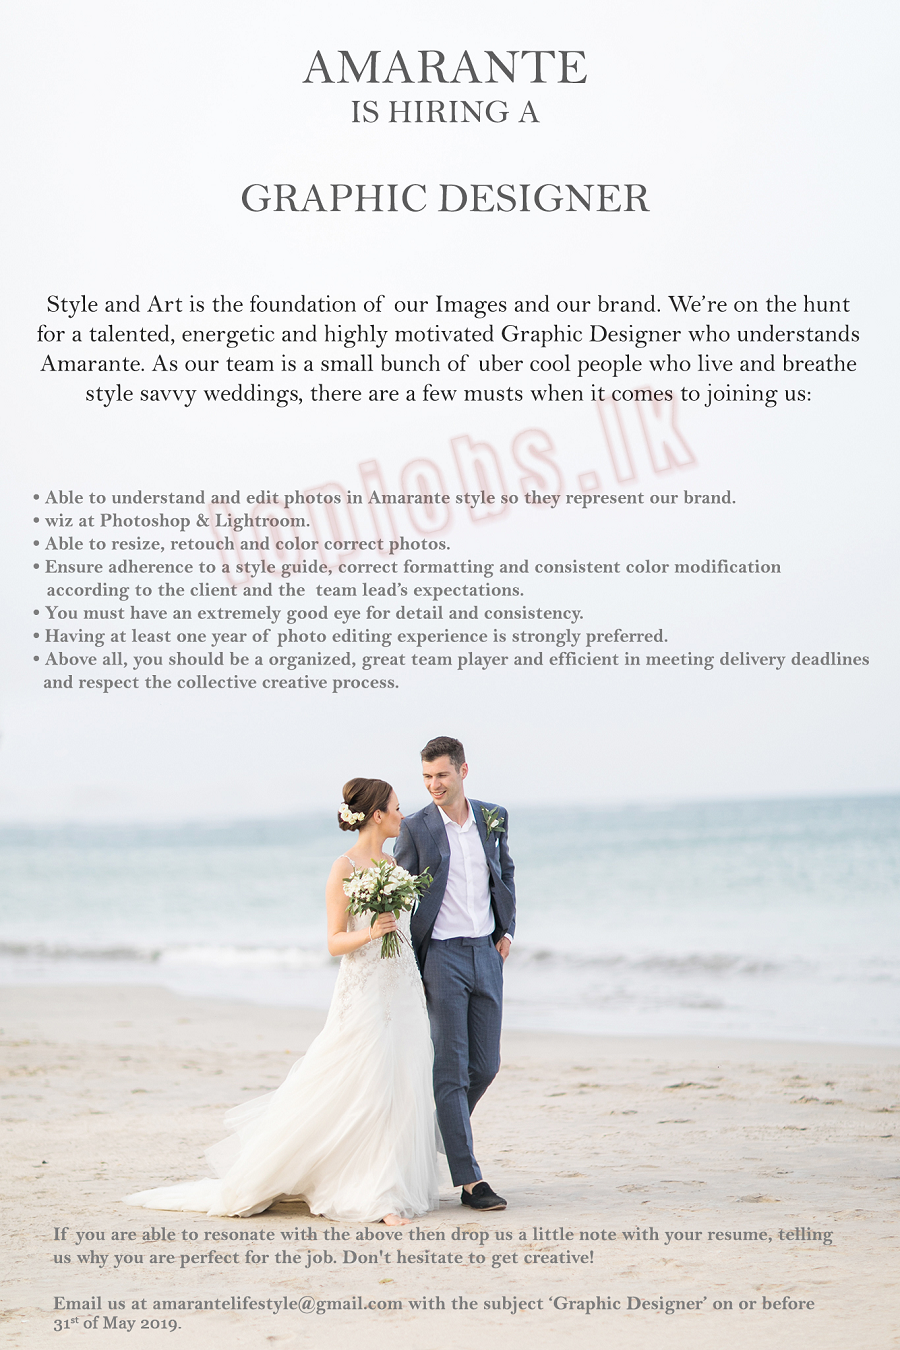 AMARANTE
IS HIRING A
GRAPHIC DESIGNER
Style and Art is the foundation of our Images and our brand. We're on the hunt
for a talented, energetic and highly motivated Graphic Designer who understands
Amarante. As our team is a small bunch of uber cool people who live and breathe
style savvy weddings, there are a few musts when it comes to joining us:
topjobs.lk
• Able to understand and edit photos in Amarante style so they represent our brand.
• wiz at Photoshop & Lightroom.
• Able to resize, retouch and color correct photos.
• Ensure adherence to a style guide, correct formatting and consistent color modification
according to the client and the team lead's expectations.
• You must have an extremely good eye for detail and consistency.
• Having at least one year of photo editing experience is strongly preferred.
• Above all, you should be a organized, great team player and efficient in meeting delivery deadlines
and respect the collective creative process.
If you are able to resonate with the above then drop us a little note with your resume, telling
us why you are perfect for the job. Don't hesitate to get creative!
Email us at amarantelifestyle@gmail.com with the subject 'Graphic Designer' on or before
31st of May 2019.